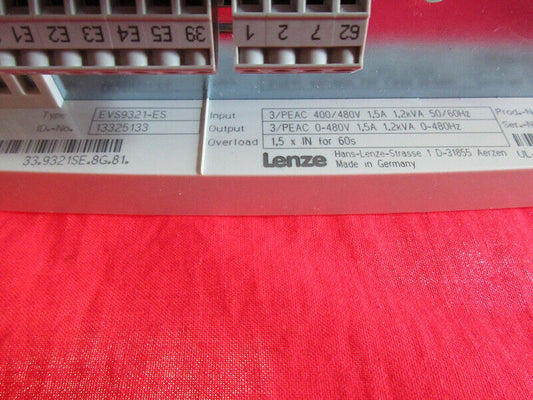 E1 E2 E3 E4 E5 39
1 2 7 62
Type EVS9321-ES
ID.-No. 13325133
33.9321SE.8G.81.
Input 3/PEAC 400/480V 1,5A 1,2kVA 50/60Hz
Output 3/PEAC 0-480V 1,5A 1,2kVA 0-480Hz
Overload 1,5 x IN for 60s
Lenze Hans-Lenze-Strasse 1 D-31855 Aerzen
Made in Germany
Prod.-
Ser.-N
UL-